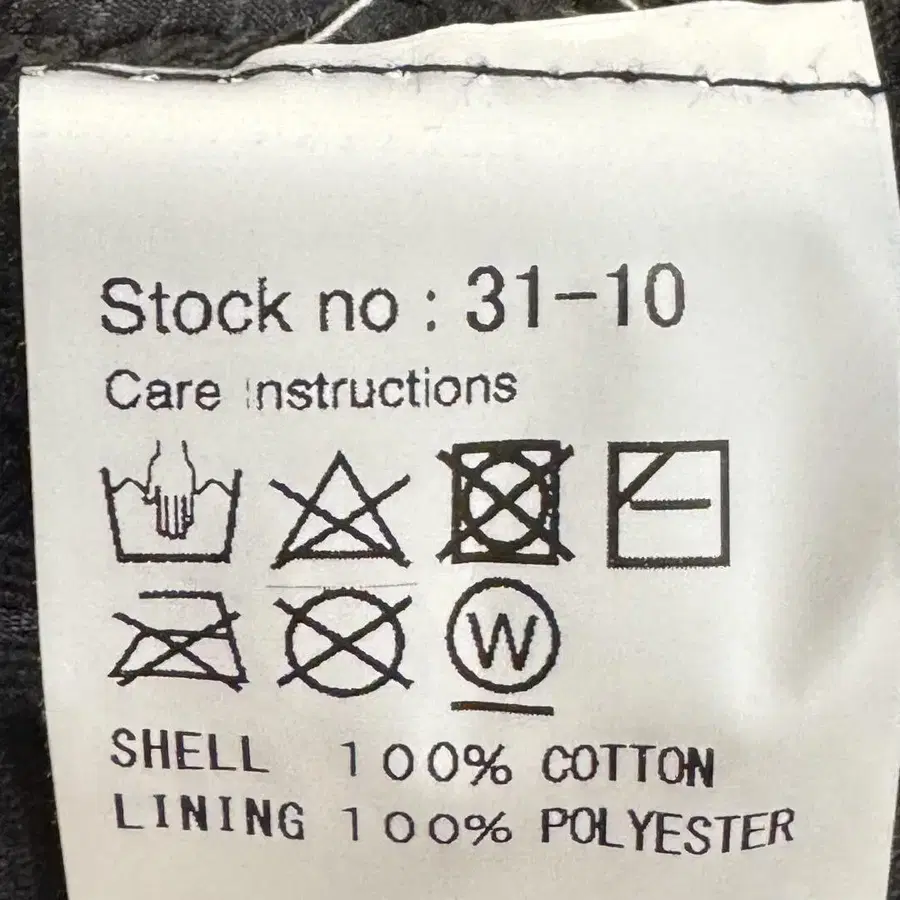 Stock no : 31-10
Care instructions
W
SHELL 100% COTTON
LINING 100% POLYESTER